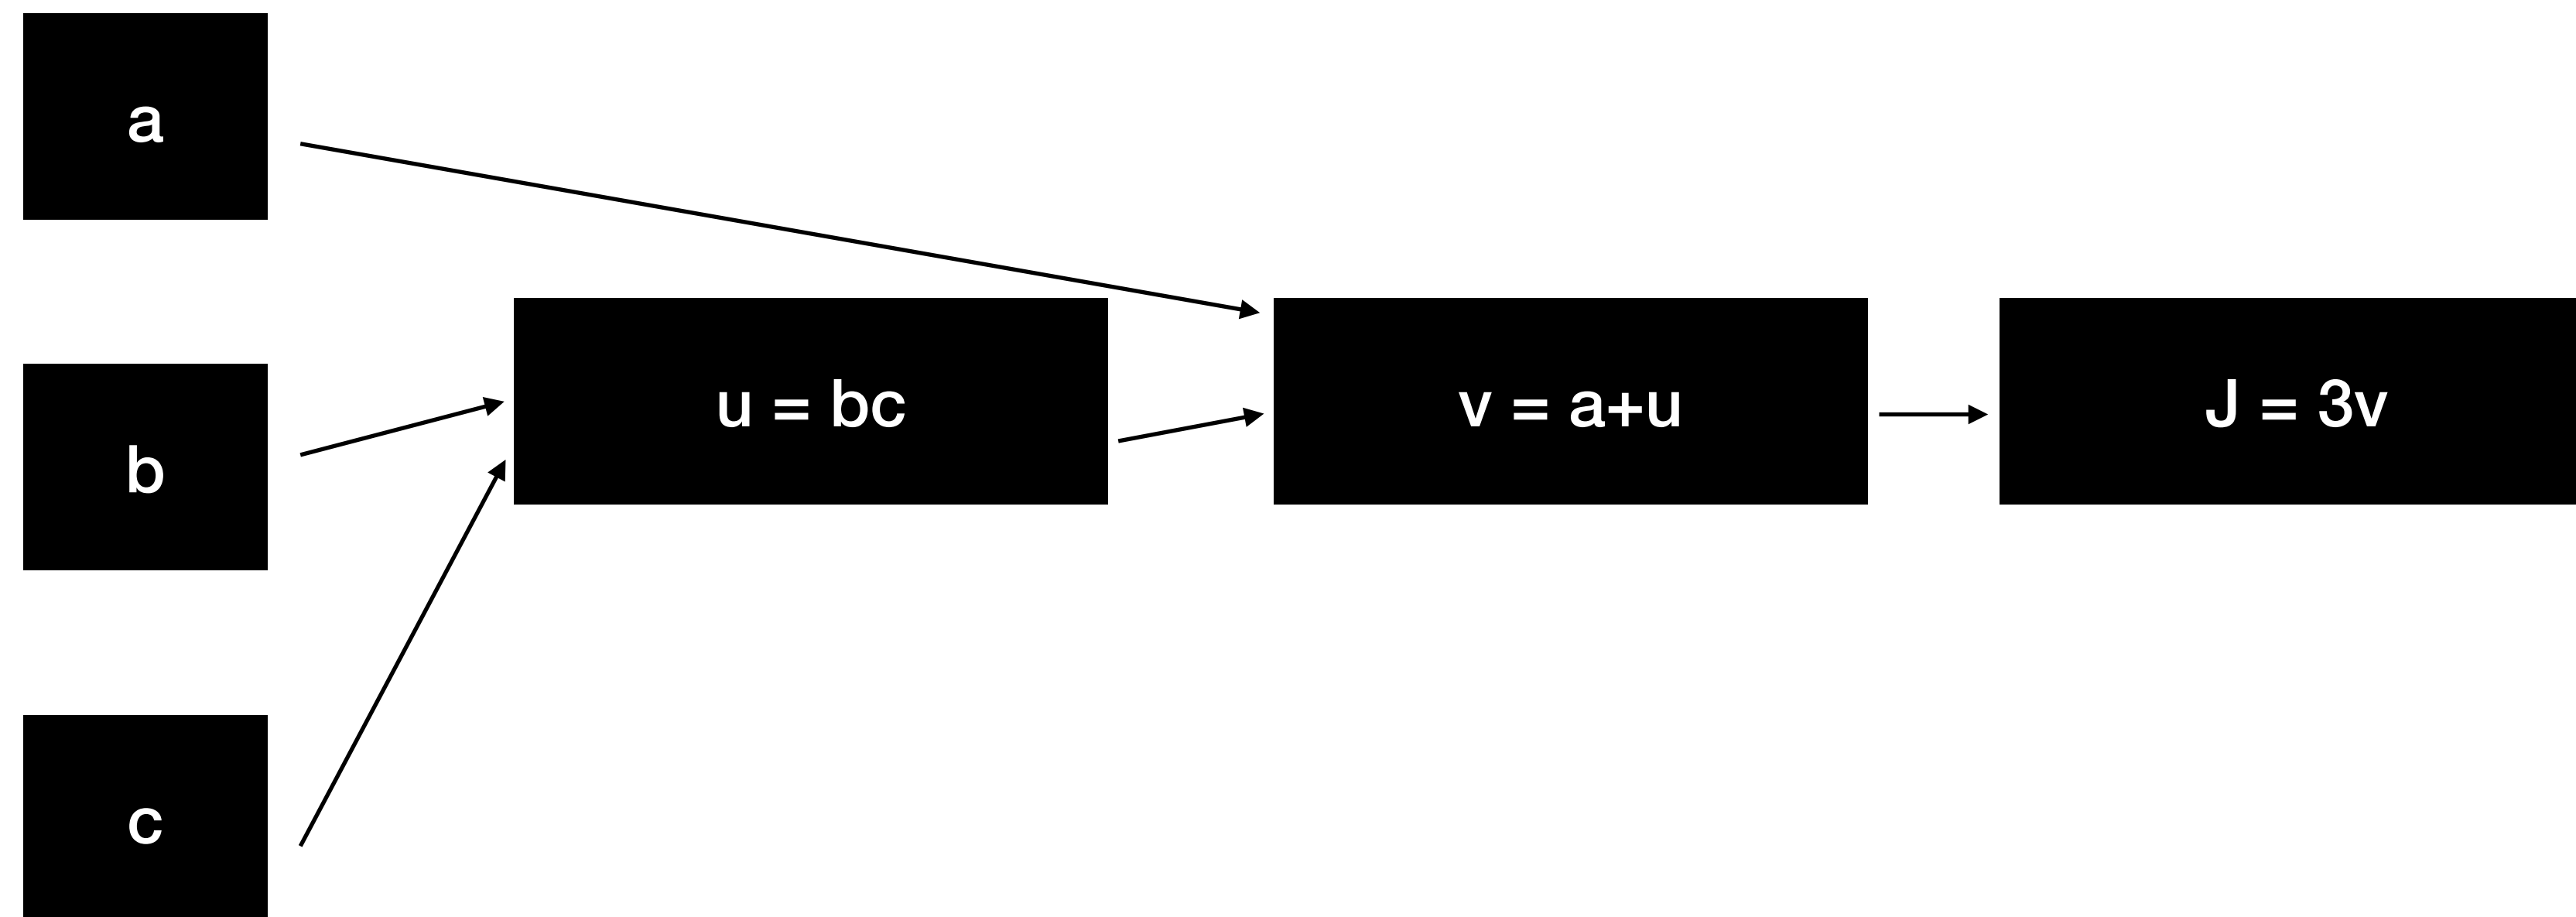 a
b
c
u = bc
v = a+u
J = 3v